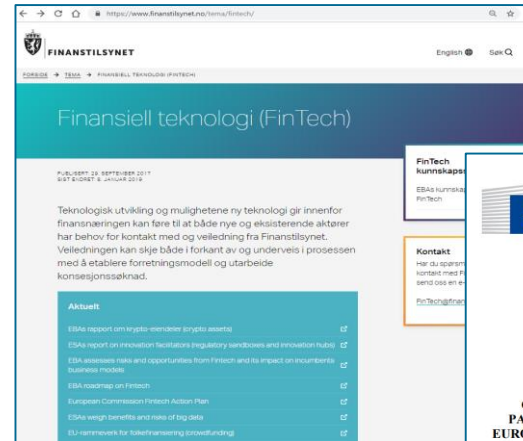 https://www.finanstilsynet.no/tema/fintech/
FINANSTILSYNET
English
Søk
FORSIDE → TEMA → FINANSIELL TEKNOLOGI (FINTECH)
Finansiell teknologi (FinTech)
PUBLISERT: 28. SEPTEMBER 2017
SIST ENDRET: 8. JANUAR 2019
Teknologisk utvikling og mulighetene ny teknologi gir innenfor
finansnæringen kan føre til at både nye og eksisterende aktører
har behov for kontakt med og veiledning fra Finanstilsynet.
Veiledningen kan skje både i forkant av og underveis i prosessen
med å etablere forretningsmodell og utarbeide
konsesjonssøknad.
Aktuelt
EBAs rapport om krypto-eiendeler (crypto assets)
ESAs report on innovation facilitators (regulatory sandboxes and innovation hubs)
EBA assesses risks and opportunities from Fintech and its impact on incumbents
business models
EBA roadmap on Fintech
European Commission Fintech Action Plan
ESAs weigh benefits and risks of big data
EU-rammeverk for folkefinansiering (crowdfunding)
FinTech
EBAs
FinTech
Kontakt
Har du
kontakt med
send oss en
PA
EURO